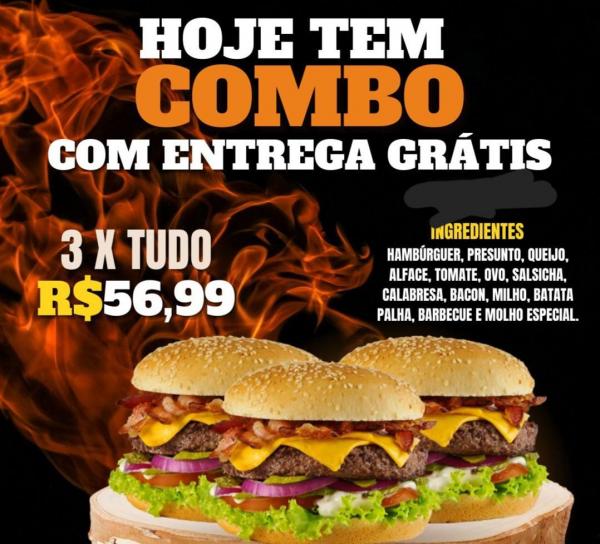 HOJE TEM
COMBO
COM ENTREGA GRÁTIS
3 X TUDO
R$56,99
INGREDIENTES
HAMBÚRGUER, PRESUNTO, QUEIJO,
ALFACE, TOMATE, OVO, SALSICHA,
CALABRESA, BACON, MILHO, BATATA
PALHA, BARBECUE E MOLHO ESPECIAL.